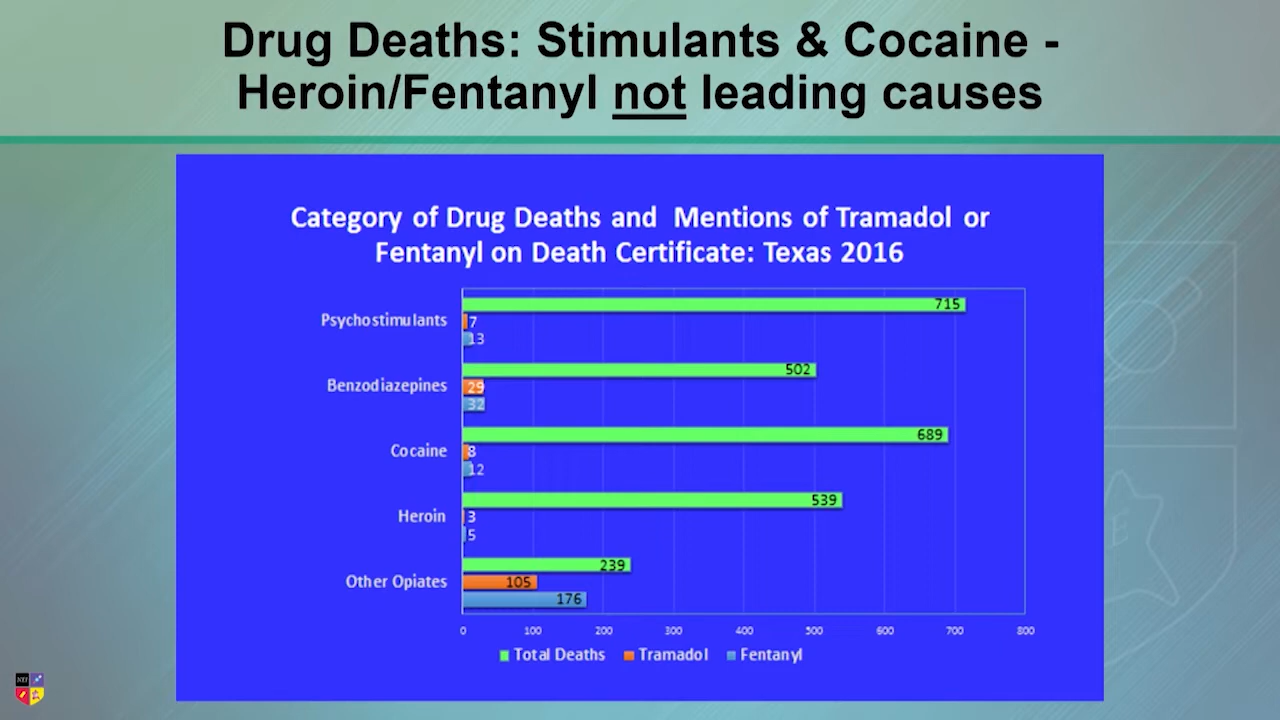 Drug Deaths: Stimulants & Cocaine -
Heroin/Fentanyl not leading causes
Category of Drug Deaths and Mentions of Tramadol or
Fentanyl on Death Certificate: Texas 2016
Psychostimulants
715
7
13
Benzodiazepines
502
29
32
Cocaine
689
8
12
Heroin
539
3
5
Other Opiates
239
105
176
0 100 200 300 400 500 600 700 800
Total Deaths Tramadol Fentanyl